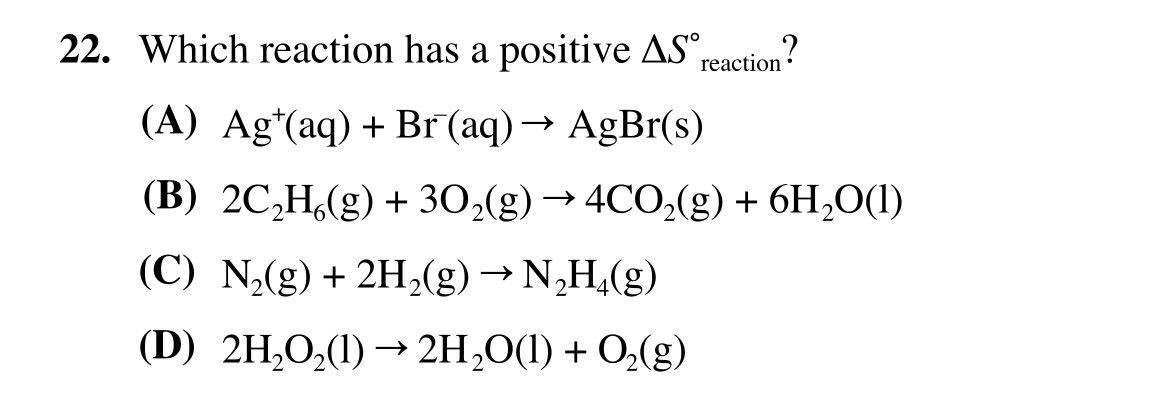 22. Which reaction has a positive ΔS°reaction?
(A) Ag⁺(aq) + Br⁻(aq) → AgBr(s)
(B) 2C₂H₆(g) + 3O₂(g) → 4CO₂(g) + 6H₂O(l)
(C) N₂(g) + 2H₂(g) → N₂H₄(g)
(D) 2H₂O₂(l) → 2H₂O(l) + O₂(g)